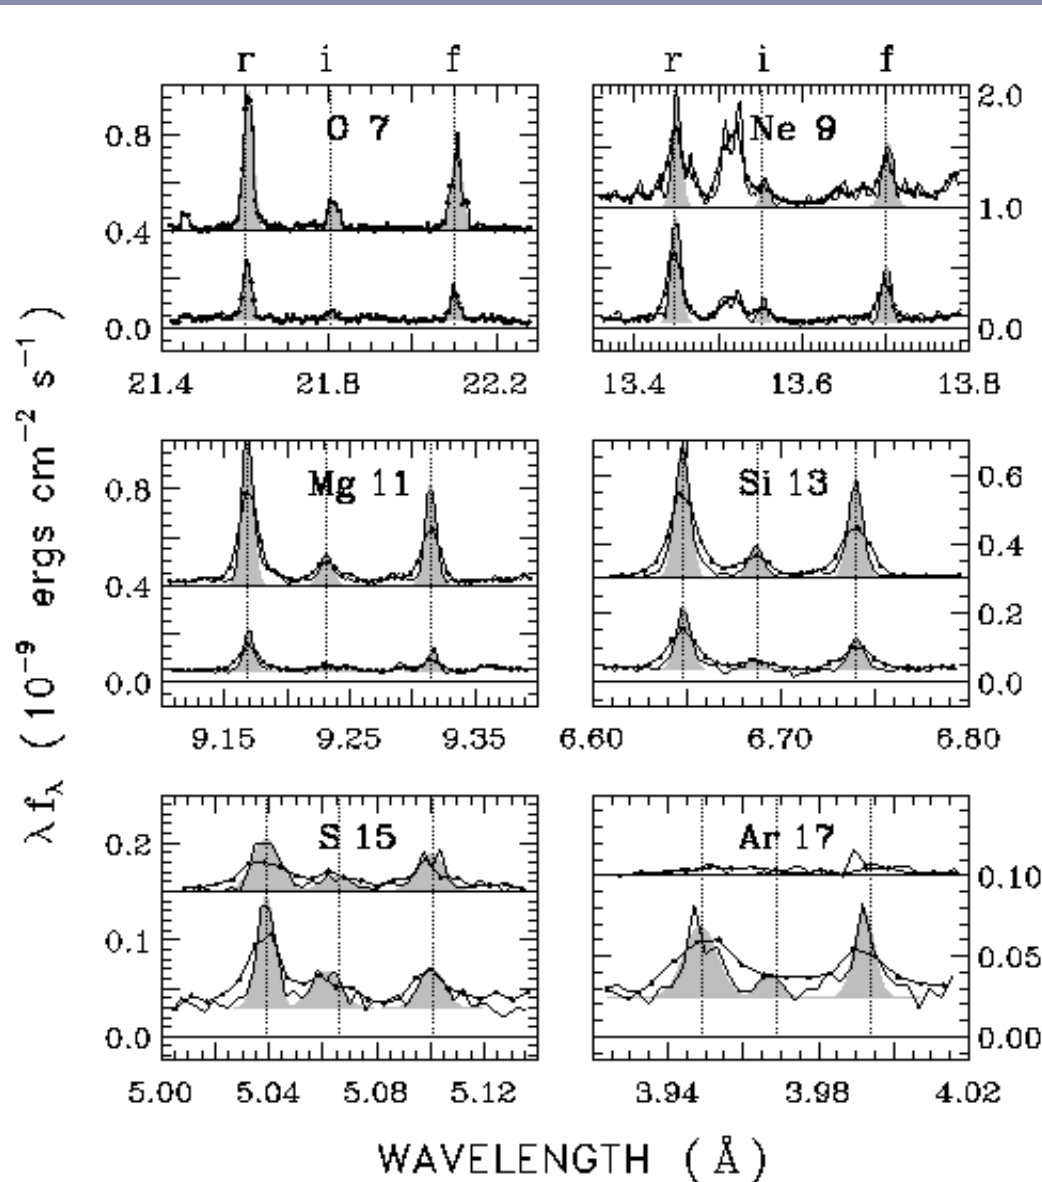 r i f r i f
O 7 Ne 9
0.8 0.4 0.0
2.0 1.0 0.0
21.4 21.8 22.2 13.4 13.6 13.8
Mg 11 Si 13
0.8 0.4 0.0
0.6 0.4 0.2 0.0
9.15 9.25 9.35 6.60 6.70 6.80
S 15 Ar 17
0.2 0.1 0.0
0.10 0.05 0.00
5.00 5.04 5.08 5.12 3.94 3.98 4.02
λf_λ (10⁻⁹ ergs cm⁻² s⁻¹)
WAVELENGTH (Å)